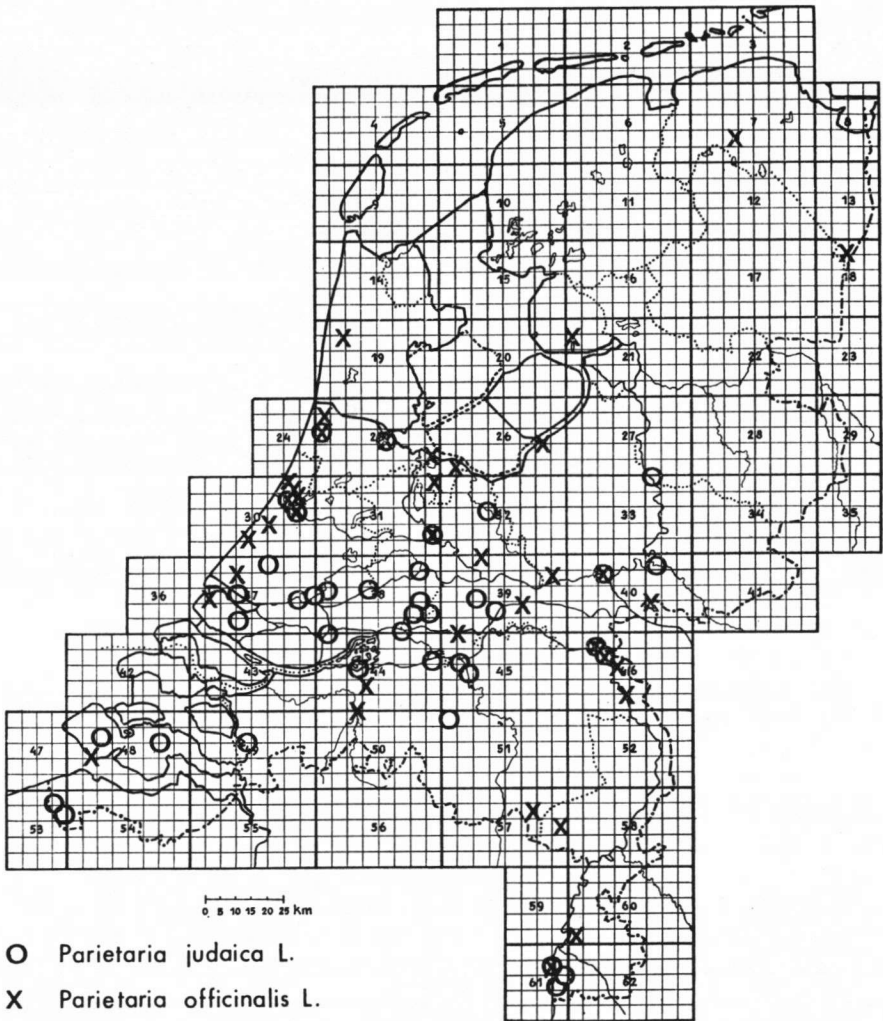 1 2 3
4 5 6 7 8
10 11 12 13
14 15 16 17 18
19 20 21 22 23
24 25 26 27 28 29
30 31 32 33 34 35
36 37 38 39 40 41
62 43 44 45 46
47 48 49 50 51 52
53 54 55 56 57 58
59 60
61 62
0 5 10 15 20 25 Km
O Parietaria judaica L.
X Parietaria officinalis L.